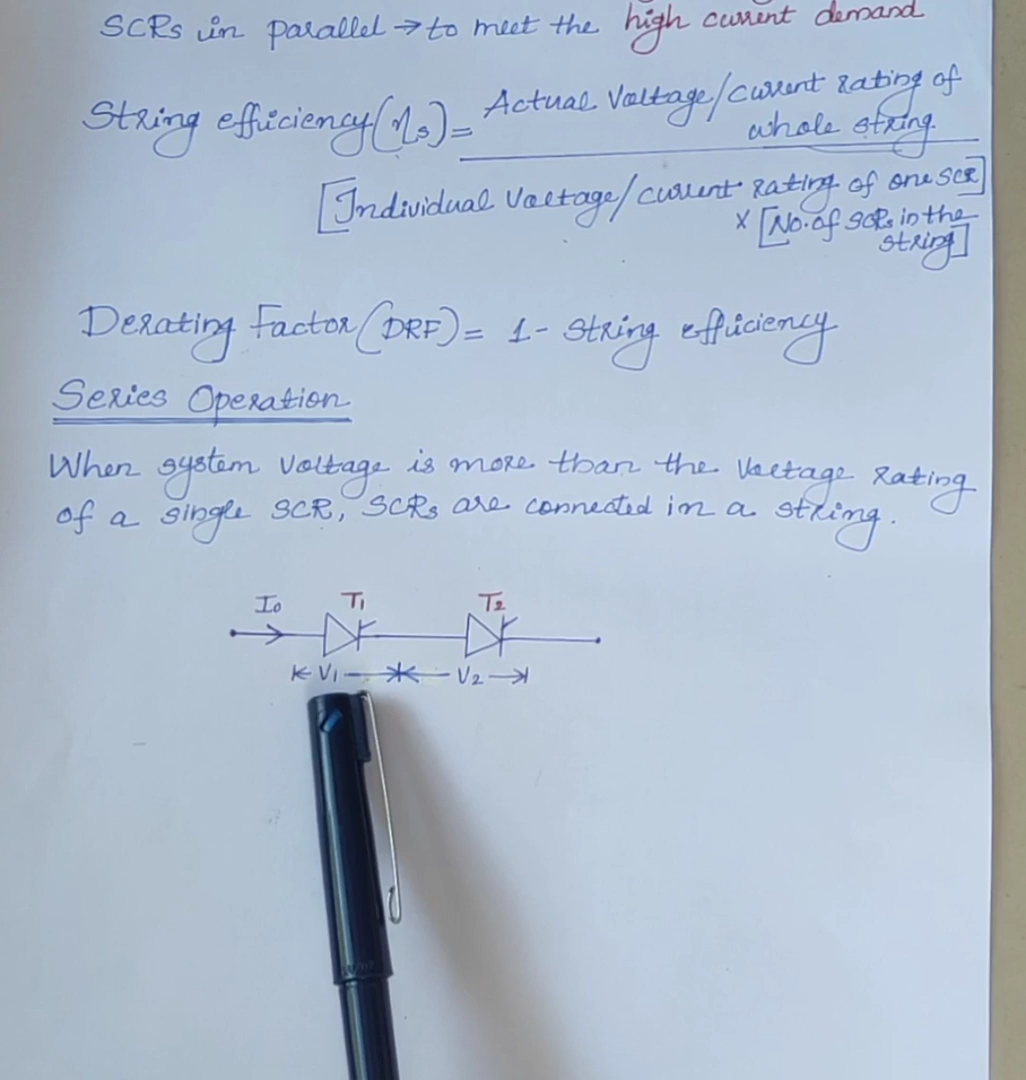 SCRs in parallel → to meet the high current demand
String efficiency (ηs) = Actual Voltage/current rating of
whole string
[Individual Voltage/current rating of one SCR]
x [No. of SCRs in the
string]
Derating Factor (DRF) = 1 - String efficiency
Series Operation
When system voltage is more than the voltage rating
of a single SCR, SCRs are connected in a string.
Io T1 T2
V1 V2